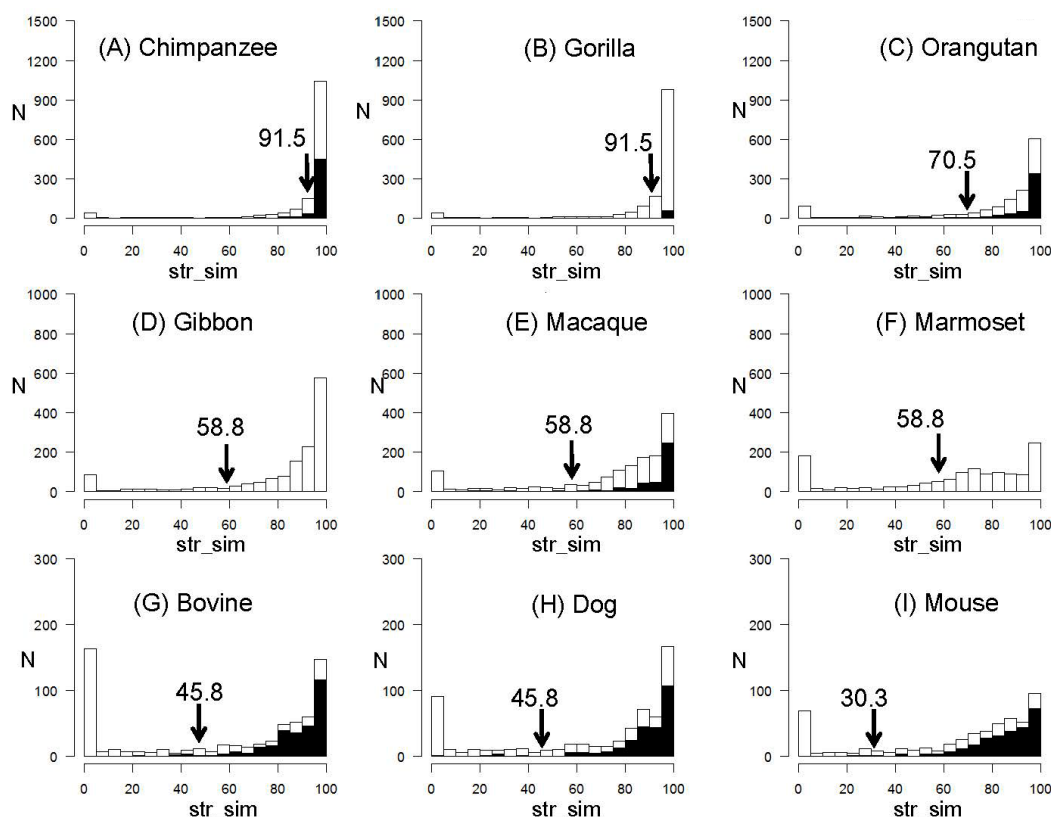 (A) Chimpanzee
1500
1200
900
600
300
0
N
91.5
0 20 40 60 80 100
str_sim
(B) Gorilla
1500
1200
900
600
300
0
N
91.5
0 20 40 60 80 100
str_sim
(C) Orangutan
1500
1200
900
600
300
0
N
70.5
0 20 40 60 80 100
str_sim
(D) Gibbon
1000
800
600
400
200
0
N
58.8
0 20 40 60 80 100
str_sim
(E) Macaque
1000
800
600
400
200
0
N
58.8
0 20 40 60 80 100
str_sim
(F) Marmoset
1000
800
600
400
200
0
N
58.8
0 20 40 60 80 100
str_sim
(G) Bovine
300
200
100
0
N
45.8
0 20 40 60 80 100
str_sim
(H) Dog
300
200
100
0
N
45.8
0 20 40 60 80 100
str_sim
(I) Mouse
300
200
100
0
N
30.3
0 20 40 60 80 100
str_sim